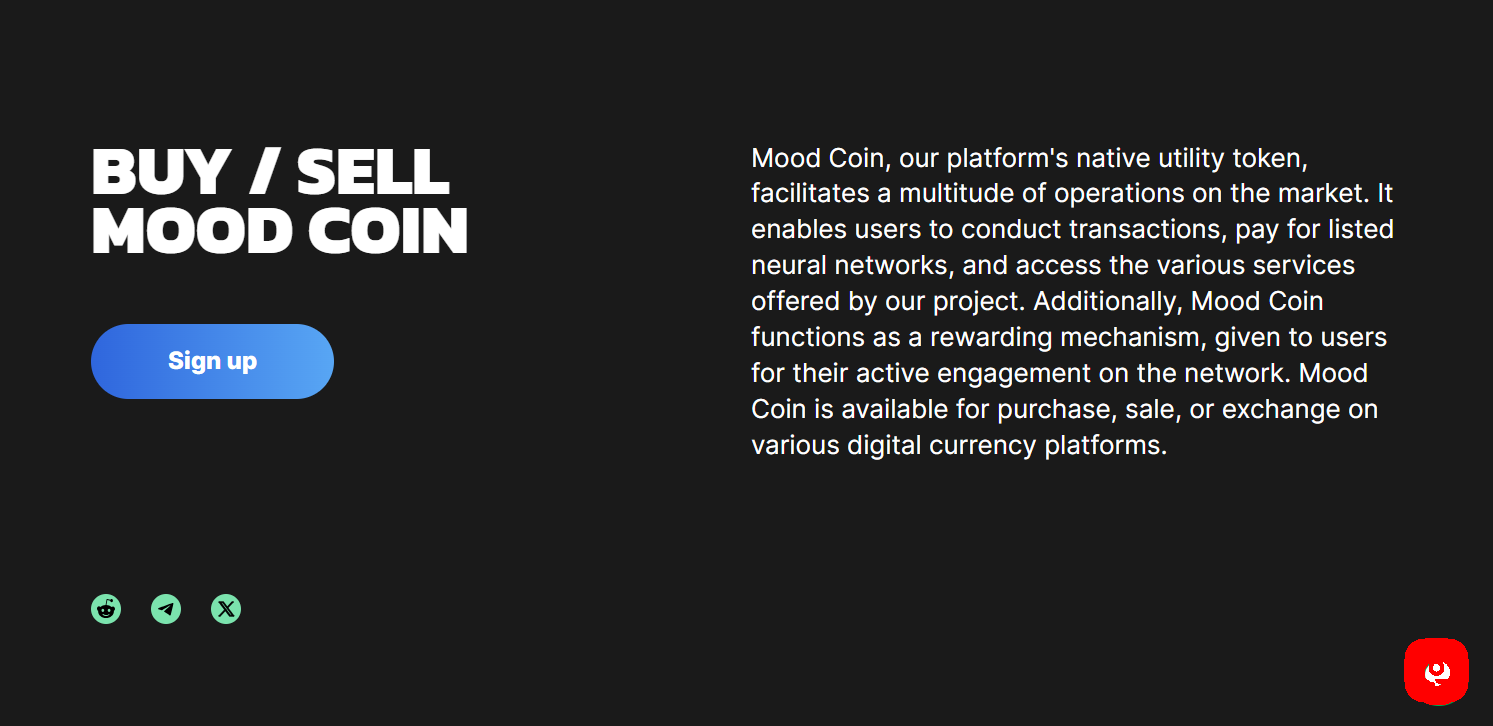 BUY / SELL
MOOD COIN
Sign up
Mood Coin, our platform's native utility token,
facilitates a multitude of operations on the market. It
enables users to conduct transactions, pay for listed
neural networks, and access the various services
offered by our project. Additionally, Mood Coin
functions as a rewarding mechanism, given to users
for their active engagement on the network. Mood
Coin is available for purchase, sale, or exchange on
various digital currency platforms.